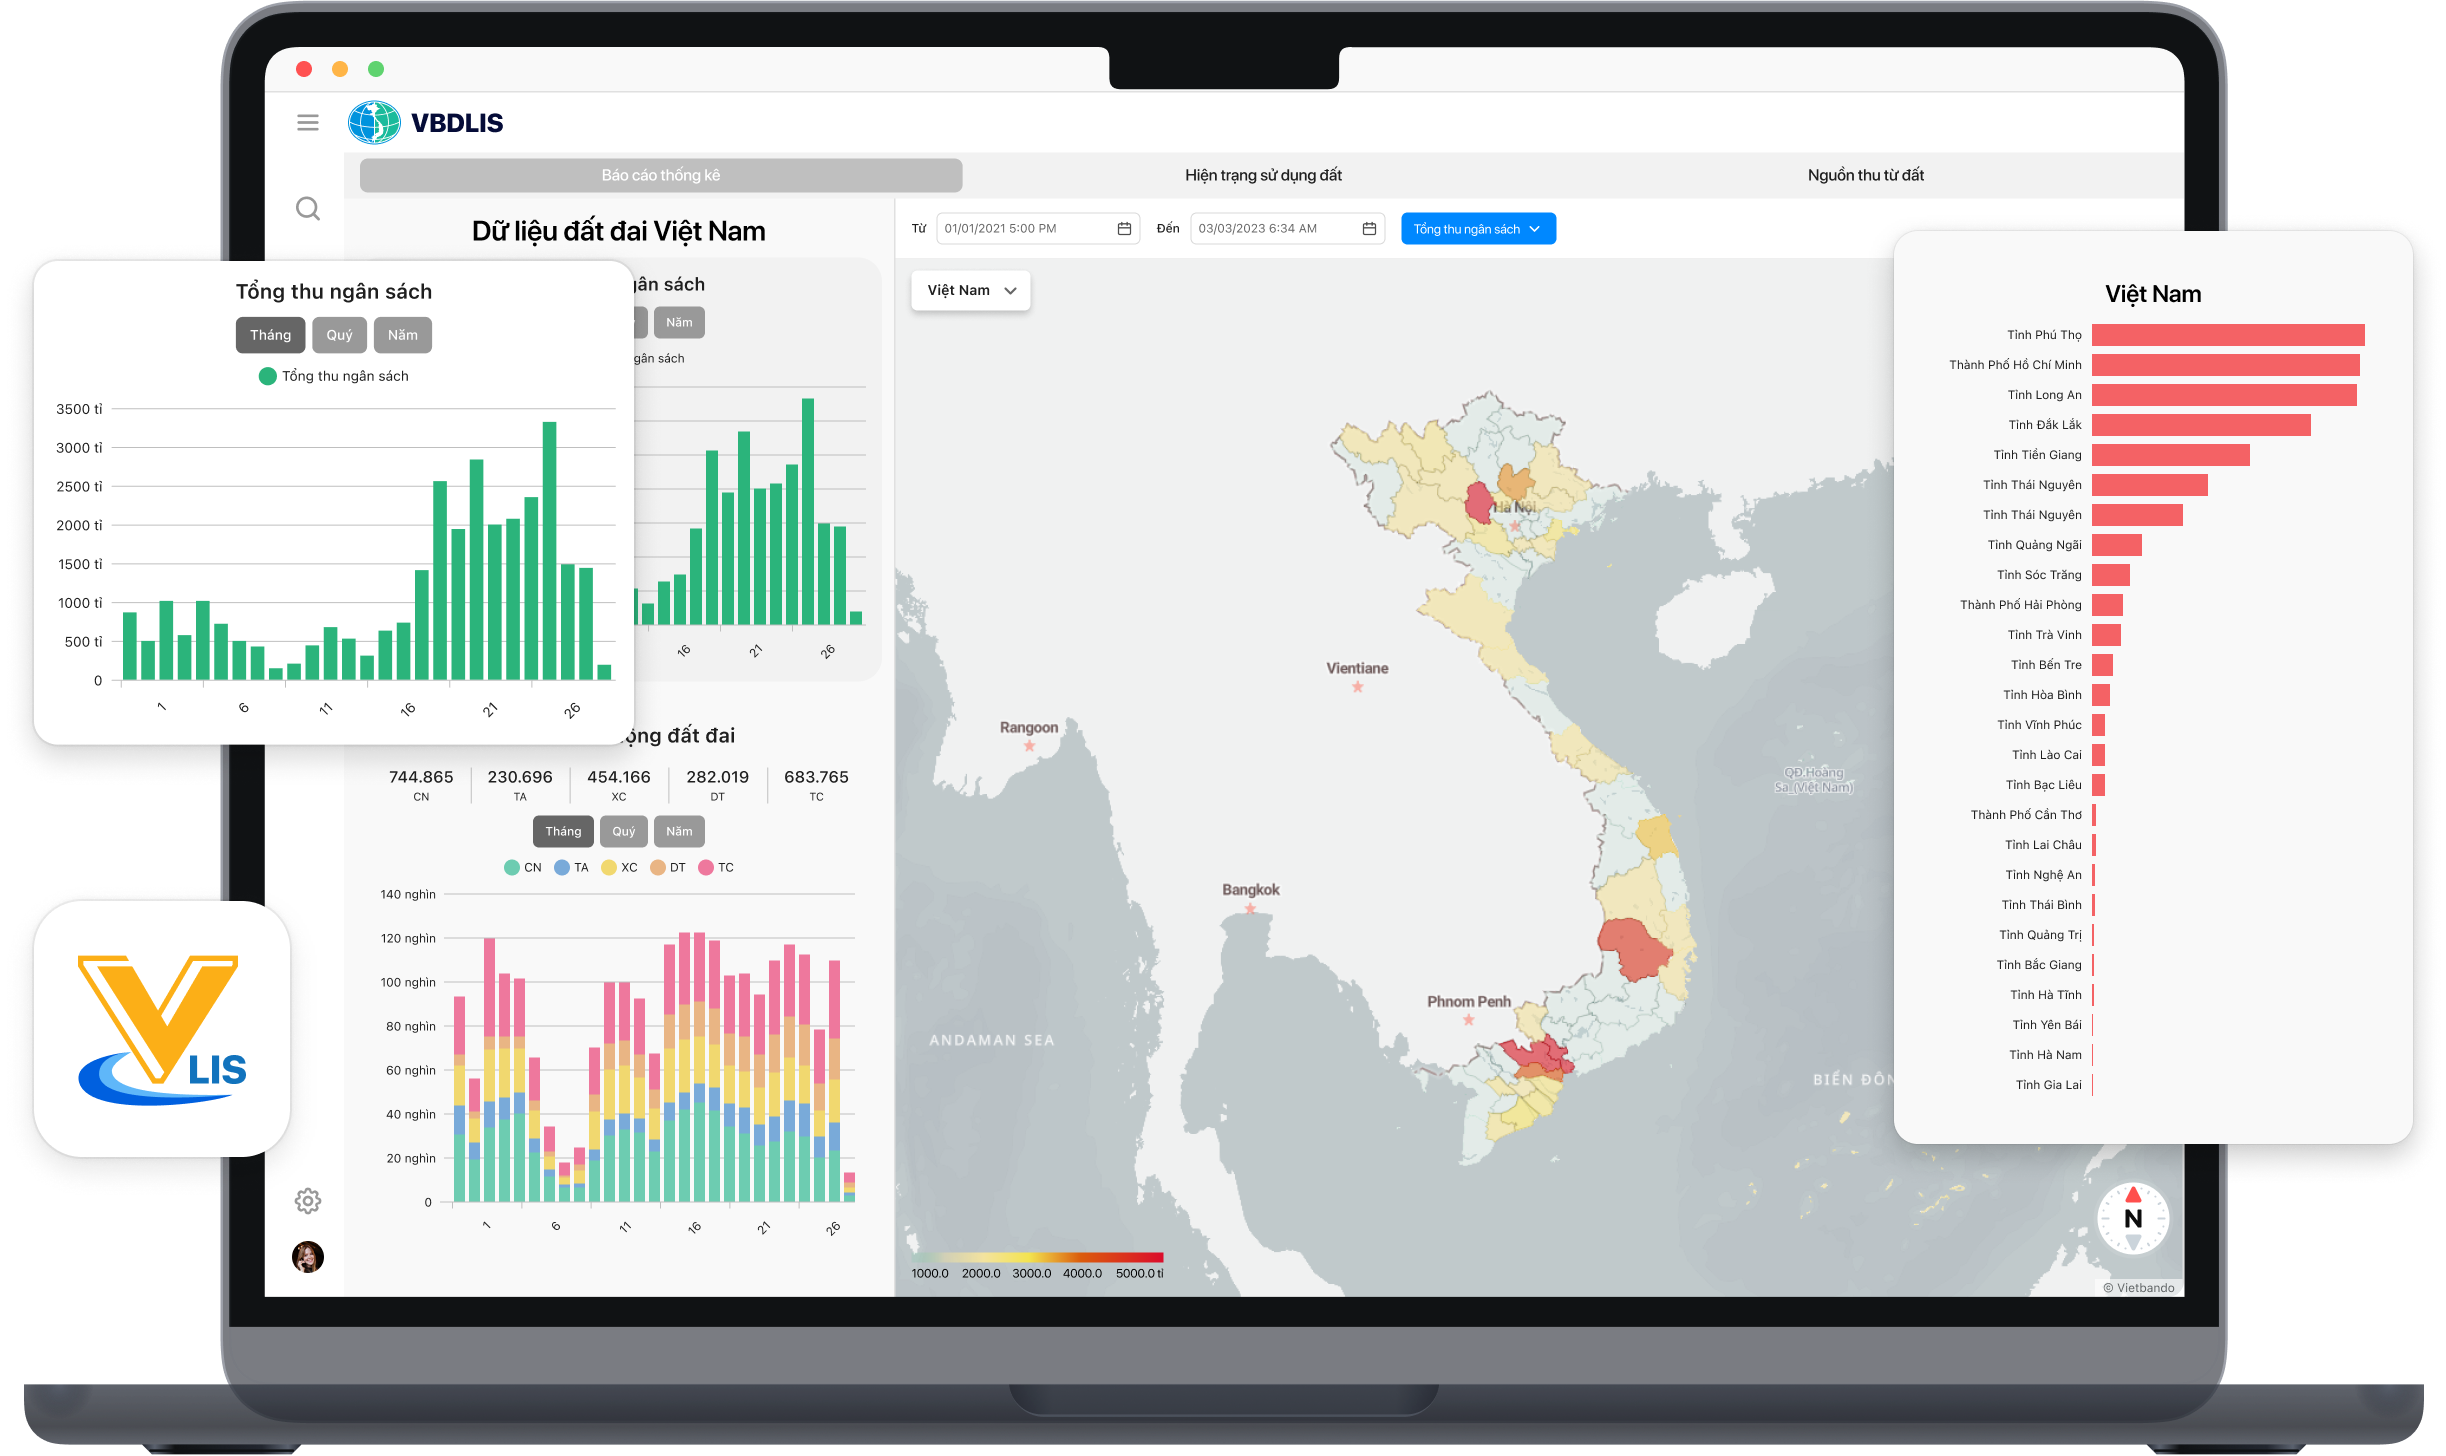 VBDLIS
Báo cáo thống kê
Hiện trạng sử dụng đất
Nguồn thu từ đất
Dữ liệu đất đai Việt Nam
Từ
01/01/2021 5:00 PM
Đến
03/03/2023 6:34 AM
Tổng thu ngân sách
Tổng thu ngân sách
Tháng
Quý
Năm
Tổng thu ngân sách
3500 tỉ
3000 tỉ
2500 tỉ
2000 tỉ
1500 tỉ
1000 tỉ
500 tỉ
0
1
6
11
16
21
26
ân sách
Năm
gân sách
16
21
26
ộng đất đai
744.865
230.696
454.166
282.019
683.765
CN
TA
XC
DT
TC
Tháng
Quý
Năm
CN
TA
XC
DT
TC
140 nghìn
120 nghìn
100 nghìn
80 nghìn
60 nghìn
40 nghìn
20 nghìn
0
1
6
11
16
21
26
V
LIS
Việt Nam
Hà Nội
Vientiane
Rangoon
QĐ.Hoàng
Sa_(Việt Nam)
Bangkok
Phnom Penh
ANDAMAN SEA
BIỂN ĐÔN
1000.0 2000.0 3000.0 4000.0 5000.0 tỉ
N
© Vietbando
Việt Nam
Tỉnh Phú Thọ
Thành Phố Hồ Chí Minh
Tỉnh Long An
Tỉnh Đắk Lắk
Tỉnh Tiền Giang
Tỉnh Thái Nguyên
Tỉnh Thái Nguyên
Tỉnh Quảng Ngãi
Tỉnh Sóc Trăng
Thành Phố Hải Phòng
Tỉnh Trà Vinh
Tỉnh Bến Tre
Tỉnh Hòa Bình
Tỉnh Vĩnh Phúc
Tỉnh Lào Cai
Tỉnh Bạc Liêu
Thành Phố Cần Thơ
Tỉnh Lai Châu
Tỉnh Nghệ An
Tỉnh Thái Bình
Tỉnh Quảng Trị
Tỉnh Bắc Giang
Tỉnh Hà Tĩnh
Tỉnh Yên Bái
Tỉnh Hà Nam
Tỉnh Gia Lai